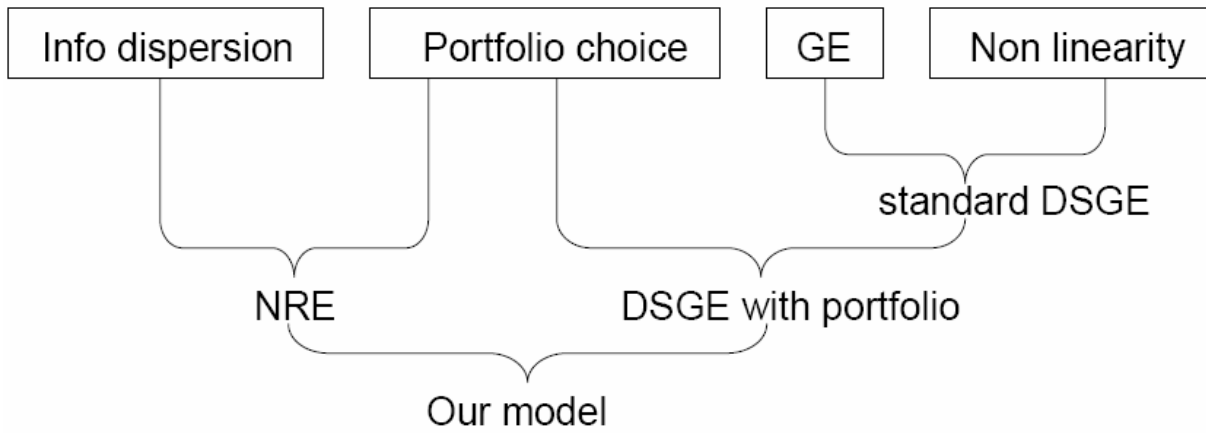 Info dispersion
Portfolio choice
GE
Non linearity
standard DSGE
NRE
DSGE with portfolio
Our model